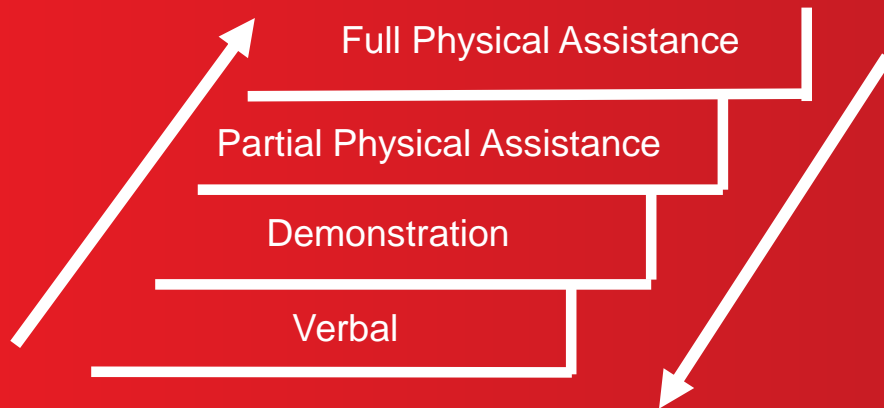 Full Physical Assistance
Partial Physical Assistance
Demonstration
Verbal